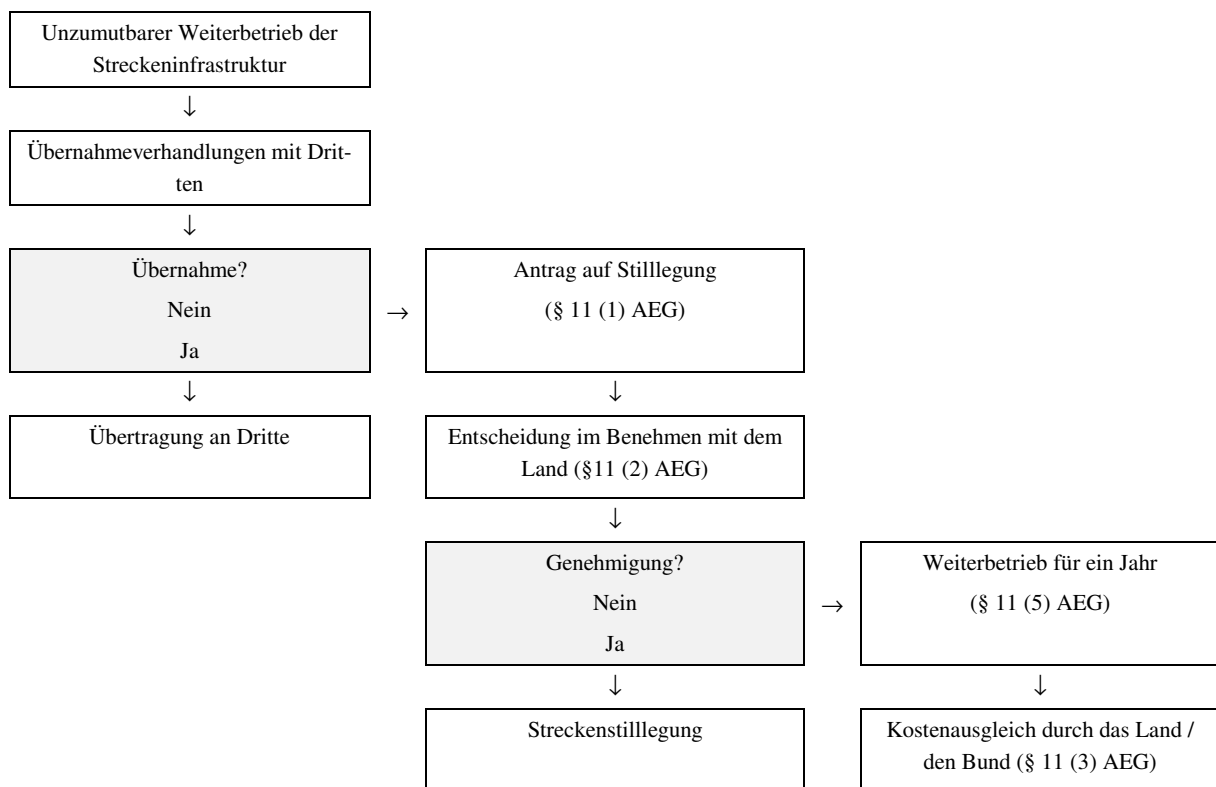 Unzumutbarer Weiterbetrieb der
Streckeninfrastruktur
↓
Übernahmeverhandlungen mit Drit-
ten
↓
Übernahme?
Nein
Ja
→
Antrag auf Stilllegung
(§ 11 (1) AEG)
↓
↓
Übertragung an Dritte
Entscheidung im Benehmen mit dem
Land (§11 (2) AEG)
↓
Genehmigung?
Nein
Ja
→
Weiterbetrieb für ein Jahr
(§ 11 (5) AEG)
↓
↓
Streckenstilllegung
Kostenausgleich durch das Land /
den Bund (§ 11 (3) AEG)